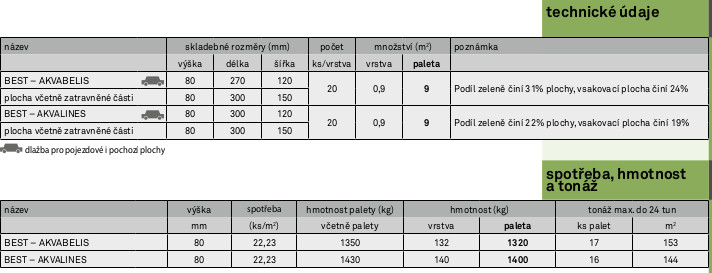 technické údaje
název skladebné rozměry (mm) počet množství (m²) poznámka
výška délka šířka ks/vrstva vrstva paleta
BEST – AKVABELIS 80 270 120 20 0,9 9 Podíl zeleně činí 31% plochy, vsakovací plocha činí 24%
plocha včetně zatravněné části 80 300 150
BEST – AKVALINES 80 300 120 20 0,9 9 Podíl zeleně činí 22% plochy, vsakovací plocha činí 19%
plocha včetně zatravněné části 80 300 150
dlažba pro pojezdové i pochozí plochy
spotřeba, hmotnost
a tonáž
název výška spotřeba hmotnost palety (kg) hmotnost (kg) tonáž max. do 24 tun
mm (ks/m²) včetně palety vrstva paleta ks palet m²
BEST – AKVABELIS 80 22,23 1350 132 1320 17 153
BEST – AKVALINES 80 22,23 1430 140 1400 16 144